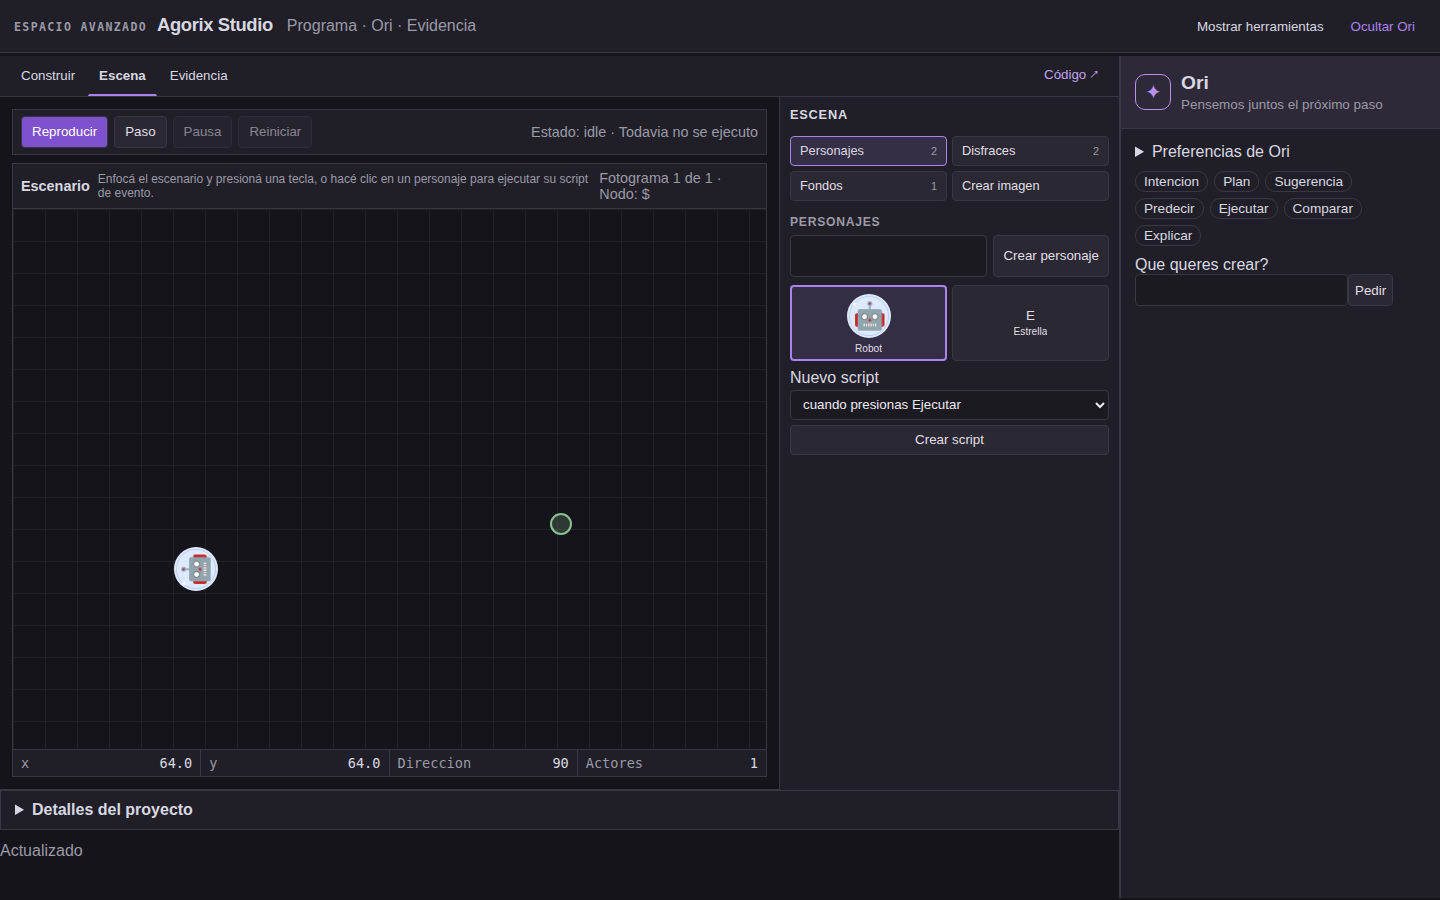 ESPACIO AVANZADO Agorix Studio Programa · Ori · Evidencia Mostrar herramientas Ocultar Ori
Construir Escena Evidencia Código ↗
Ori
Pensemos juntos el próximo paso
Reproducir Paso Pausa Reiniciar Estado: idle · Todavia no se ejecuto
Escenario Enfocá el escenario y presioná una tecla, o hacé clic en un personaje para ejecutar su script
de evento.
Fotograma 1 de 1 ·
Nodo: $
x 64.0 y 64.0 Direccion 90 Actores 1
ESCENA
Personajes 2 Disfraces 2
Fondos 1 Crear imagen
PERSONAJES
Crear personaje
Robot
E
Estrella
Nuevo script
cuando presionas Ejecutar
Crear script
Preferencias de Ori
Intencion Plan Sugerencia
Predecir Ejecutar Comparar
Explicar
Que queres crear?
Pedir
Detalles del proyecto
Actualizado